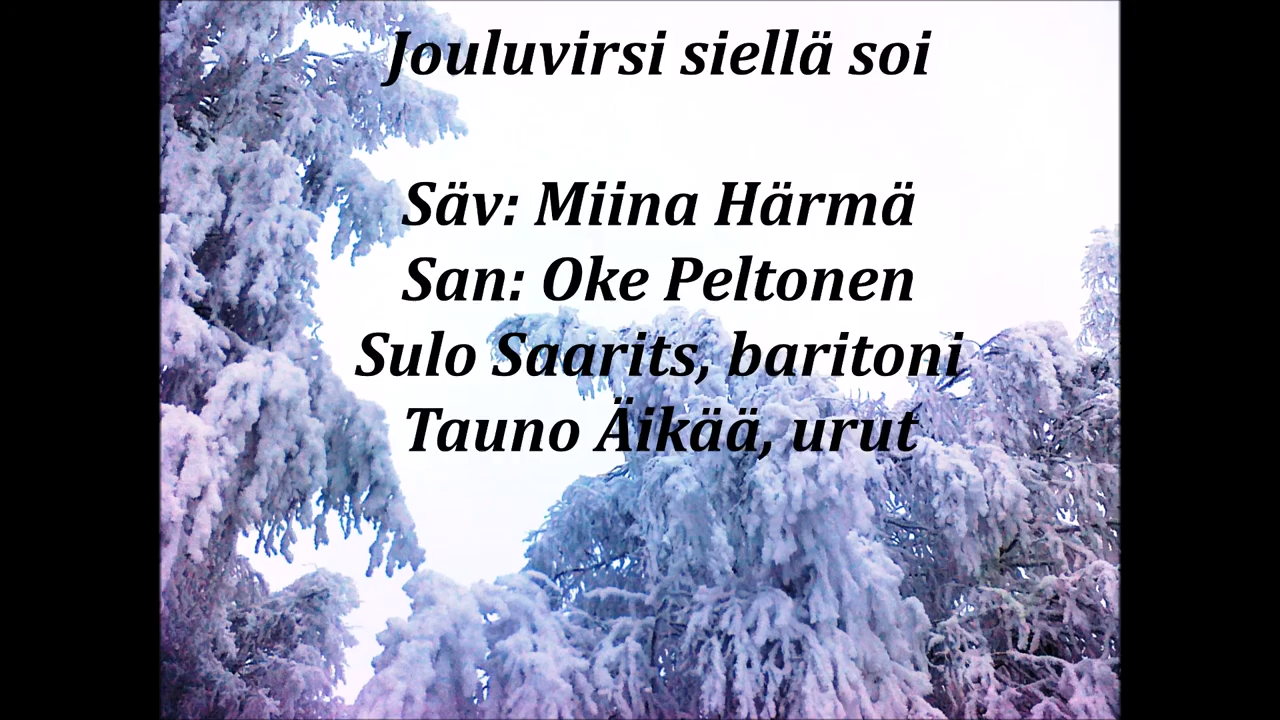 Jouluvirsi siellä soi
Säv: Miina Härmä
San: Oke Peltonen
Sulo Saarits, baritoni
Tauno Äikää, urut